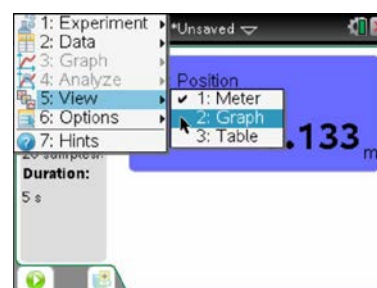 1: Experiment
*Unsaved
2: Data
3: Graph
4: Analyze
Position
5: View
✓ 1: Meter
6: Options
2: Graph
7: Hints
3: Table
.133
m
Duration:
5 s